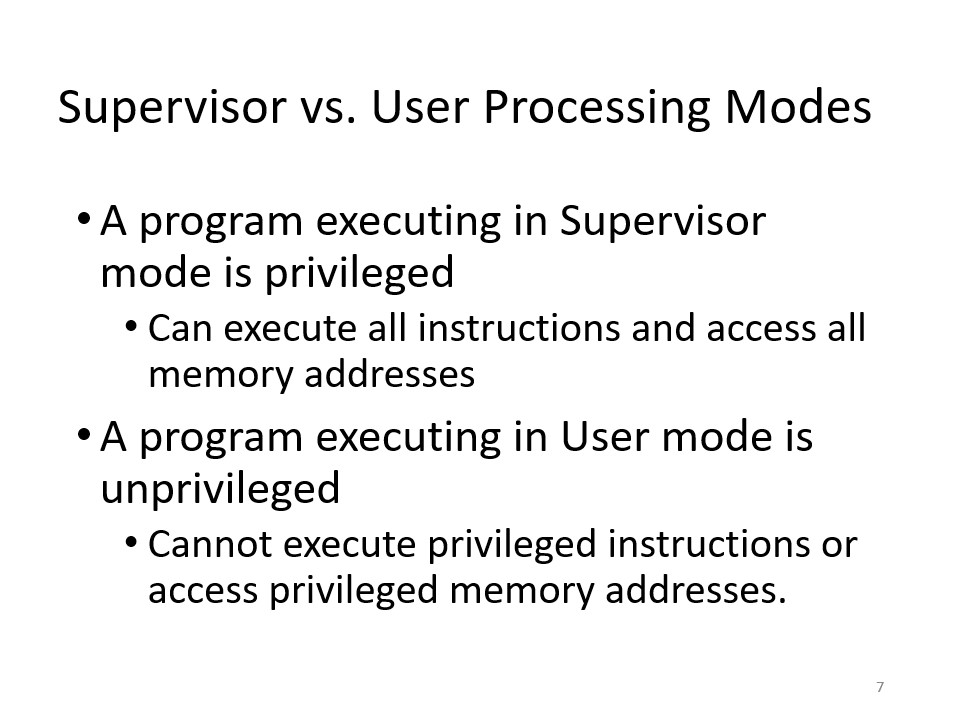 Supervisor vs. User Processing Modes
• A program executing in Supervisor
mode is privileged
• Can execute all instructions and access all
memory addresses
• A program executing in User mode is
unprivileged
• Cannot execute privileged instructions or
access privileged memory addresses.
7